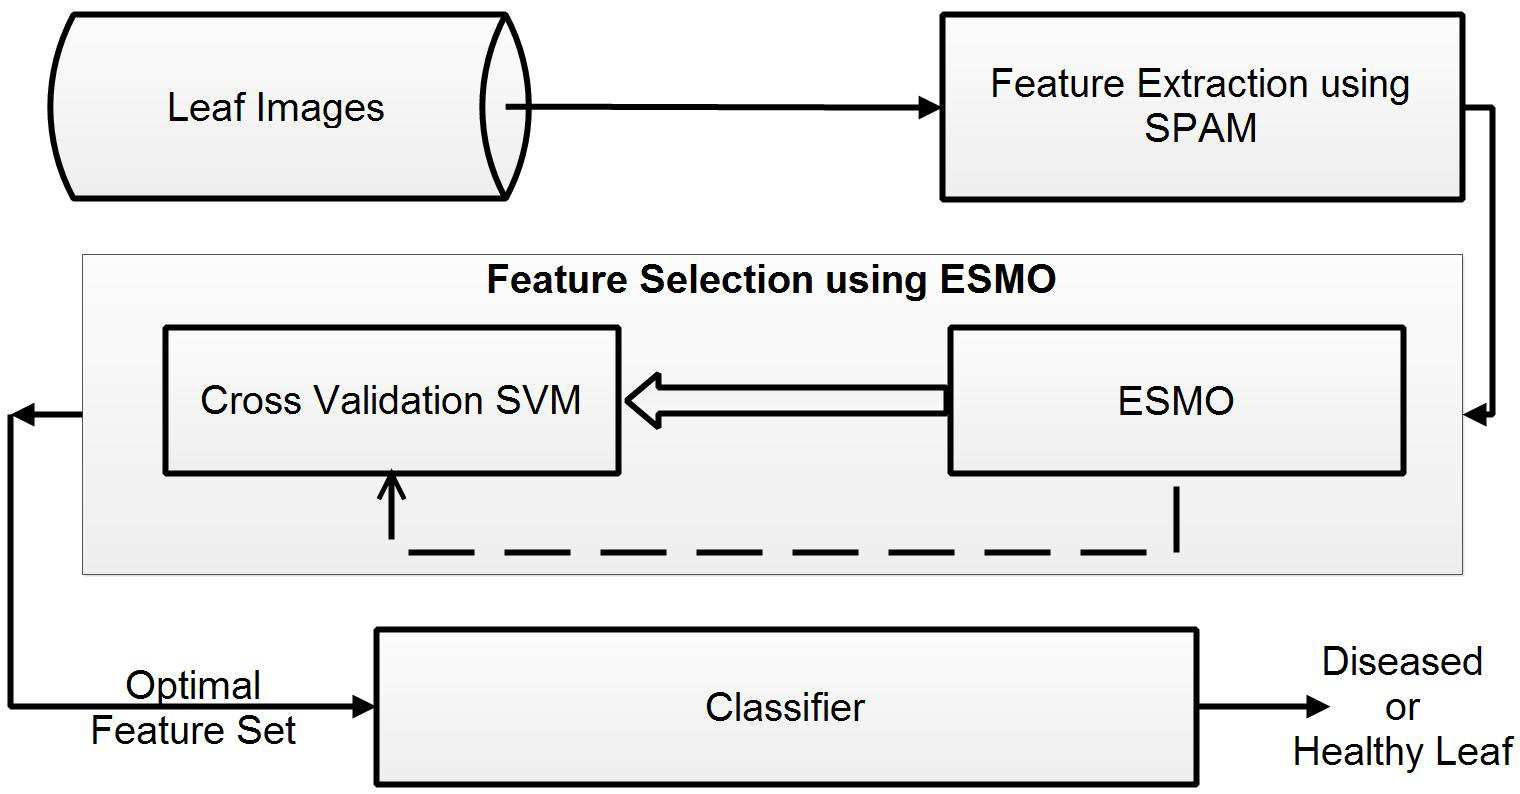 Leaf Images
Feature Extraction using
SPAM
Feature Selection using ESMO
Cross Validation SVM
ESMO
Optimal
Feature Set
Classifier
Diseased
or
Healthy Leaf